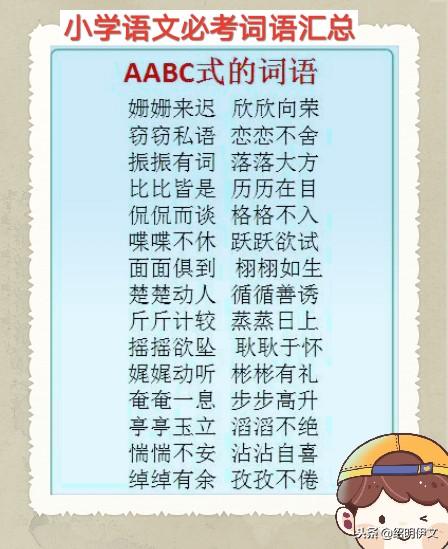 小学语文必考词语汇总
AABC式的词语
姗姗来迟 欣欣向荣
窃窃私语 恋恋不舍
振振有词 落落大方
比比皆是 历历在目
侃侃而谈 格格不入
喋喋不休 跃跃欲试
面面俱到 栩栩如生
楚楚动人 循循善诱
斤斤计较 蒸蒸日上
摇摇欲坠 耿耿于怀
娓娓动听 彬彬有礼
奄奄一息 步步高升
亭亭玉立 滔滔不绝
惴惴不安 沾沾自喜
绰绰有余 孜孜不倦
头条 @绍明伊文